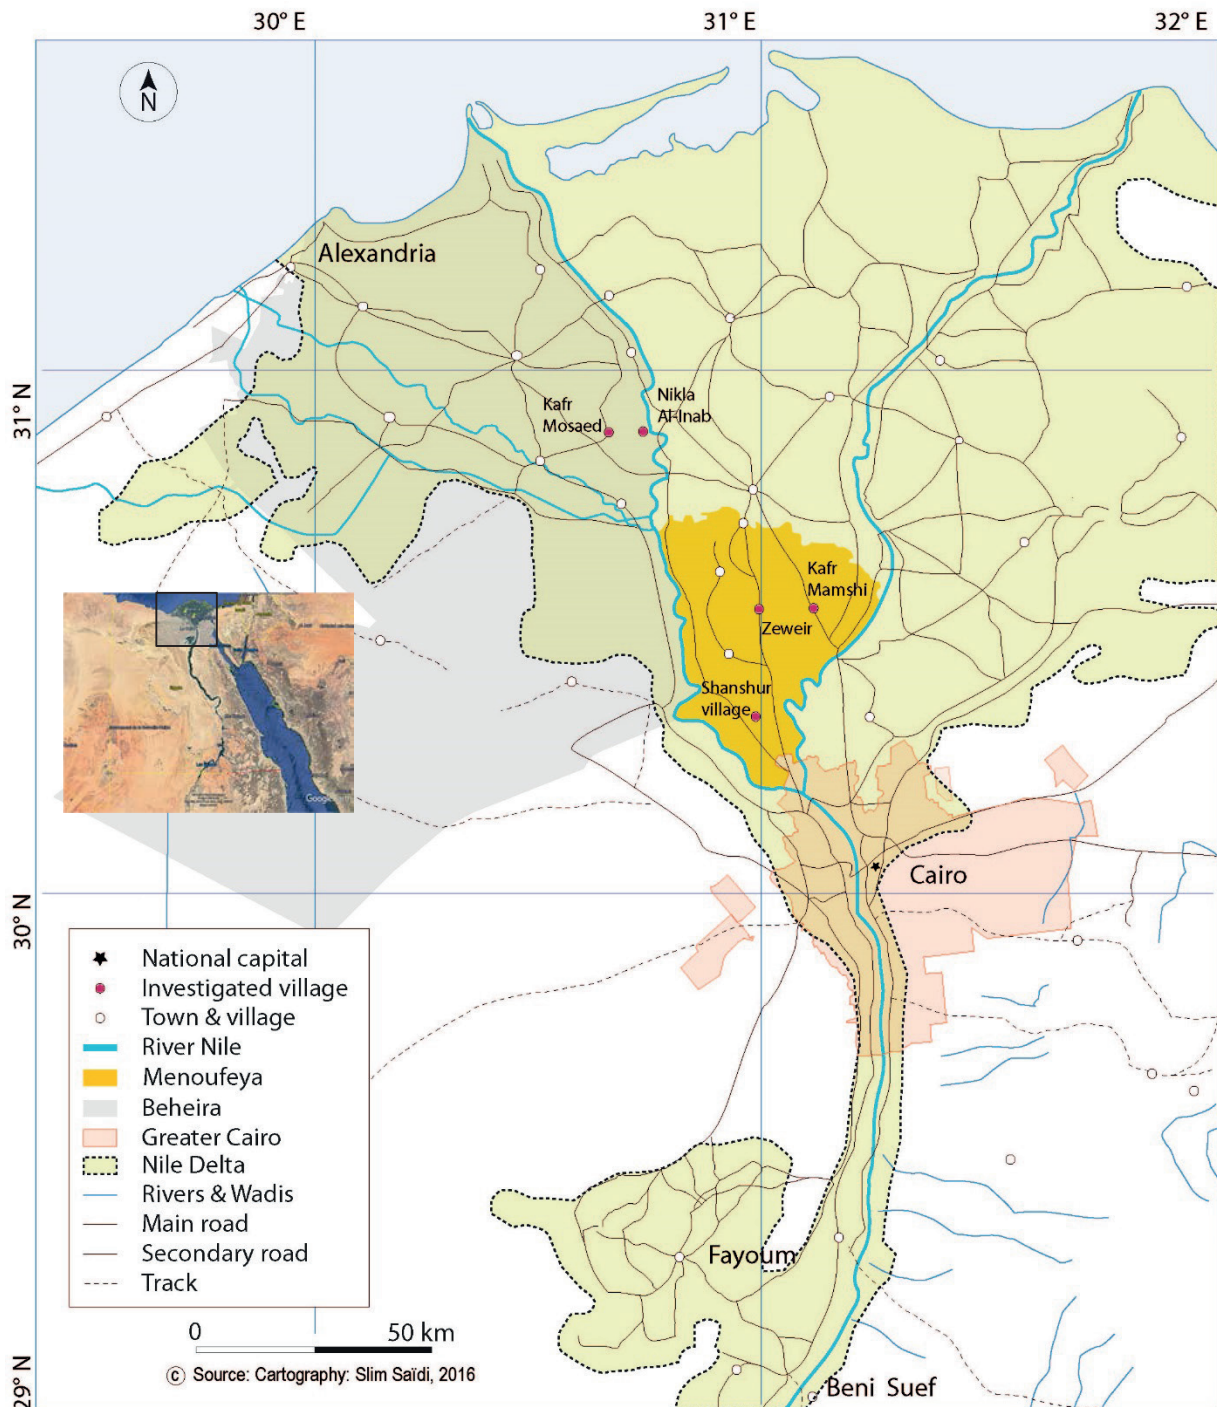 30° E
31° E
32° E
N
Alexandria
31° N
Kafr
Mosaed
Nikla
Al-Inab
Kafr
Mamshi
Zeweir
Shanshur
village
Google
Cairo
30° N
National capital
Investigated village
Town & village
River Nile
Menoufeya
Beheira
Greater Cairo
Nile Delta
Rivers & Wadis
Main road
Secondary road
Track
Fayoum
0 50 km
29° N
© Source: Cartography: Slim Saïdi, 2016
Beni Suef